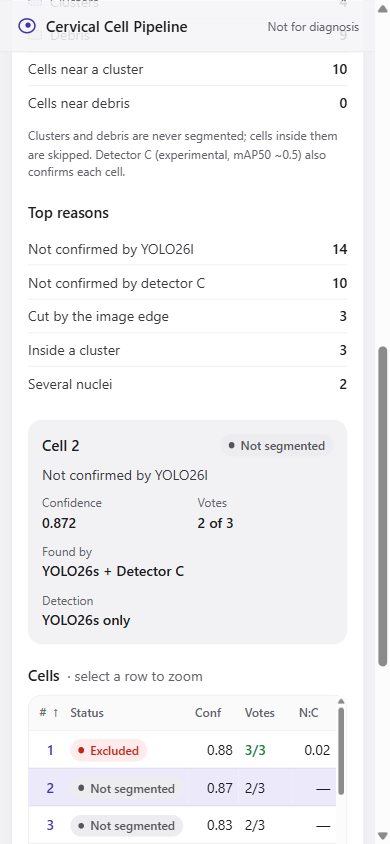 Clusters 4
Cervical Cell Pipeline Not for diagnosis
Debris 9
Cells near a cluster 10
Cells near debris 0
Clusters and debris are never segmented; cells inside them
are skipped. Detector C (experimental, mAP50 ~0.5) also
confirms each cell.
Top reasons
Not confirmed by YOLO26l 14
Not confirmed by detector C 10
Cut by the image edge 3
Inside a cluster 3
Several nuclei 2
Cell 2 Not segmented
Not confirmed by YOLO26l
Confidence Votes
0.872 2 of 3
Found by
YOLO26s + Detector C
Detection
YOLO26s only
Cells · select a row to zoom
# ↑ Status Conf Votes N:C
1 Excluded 0.88 3/3 0.02
2 Not segmented 0.87 2/3 —
3 Not segmented 0.83 2/3 —